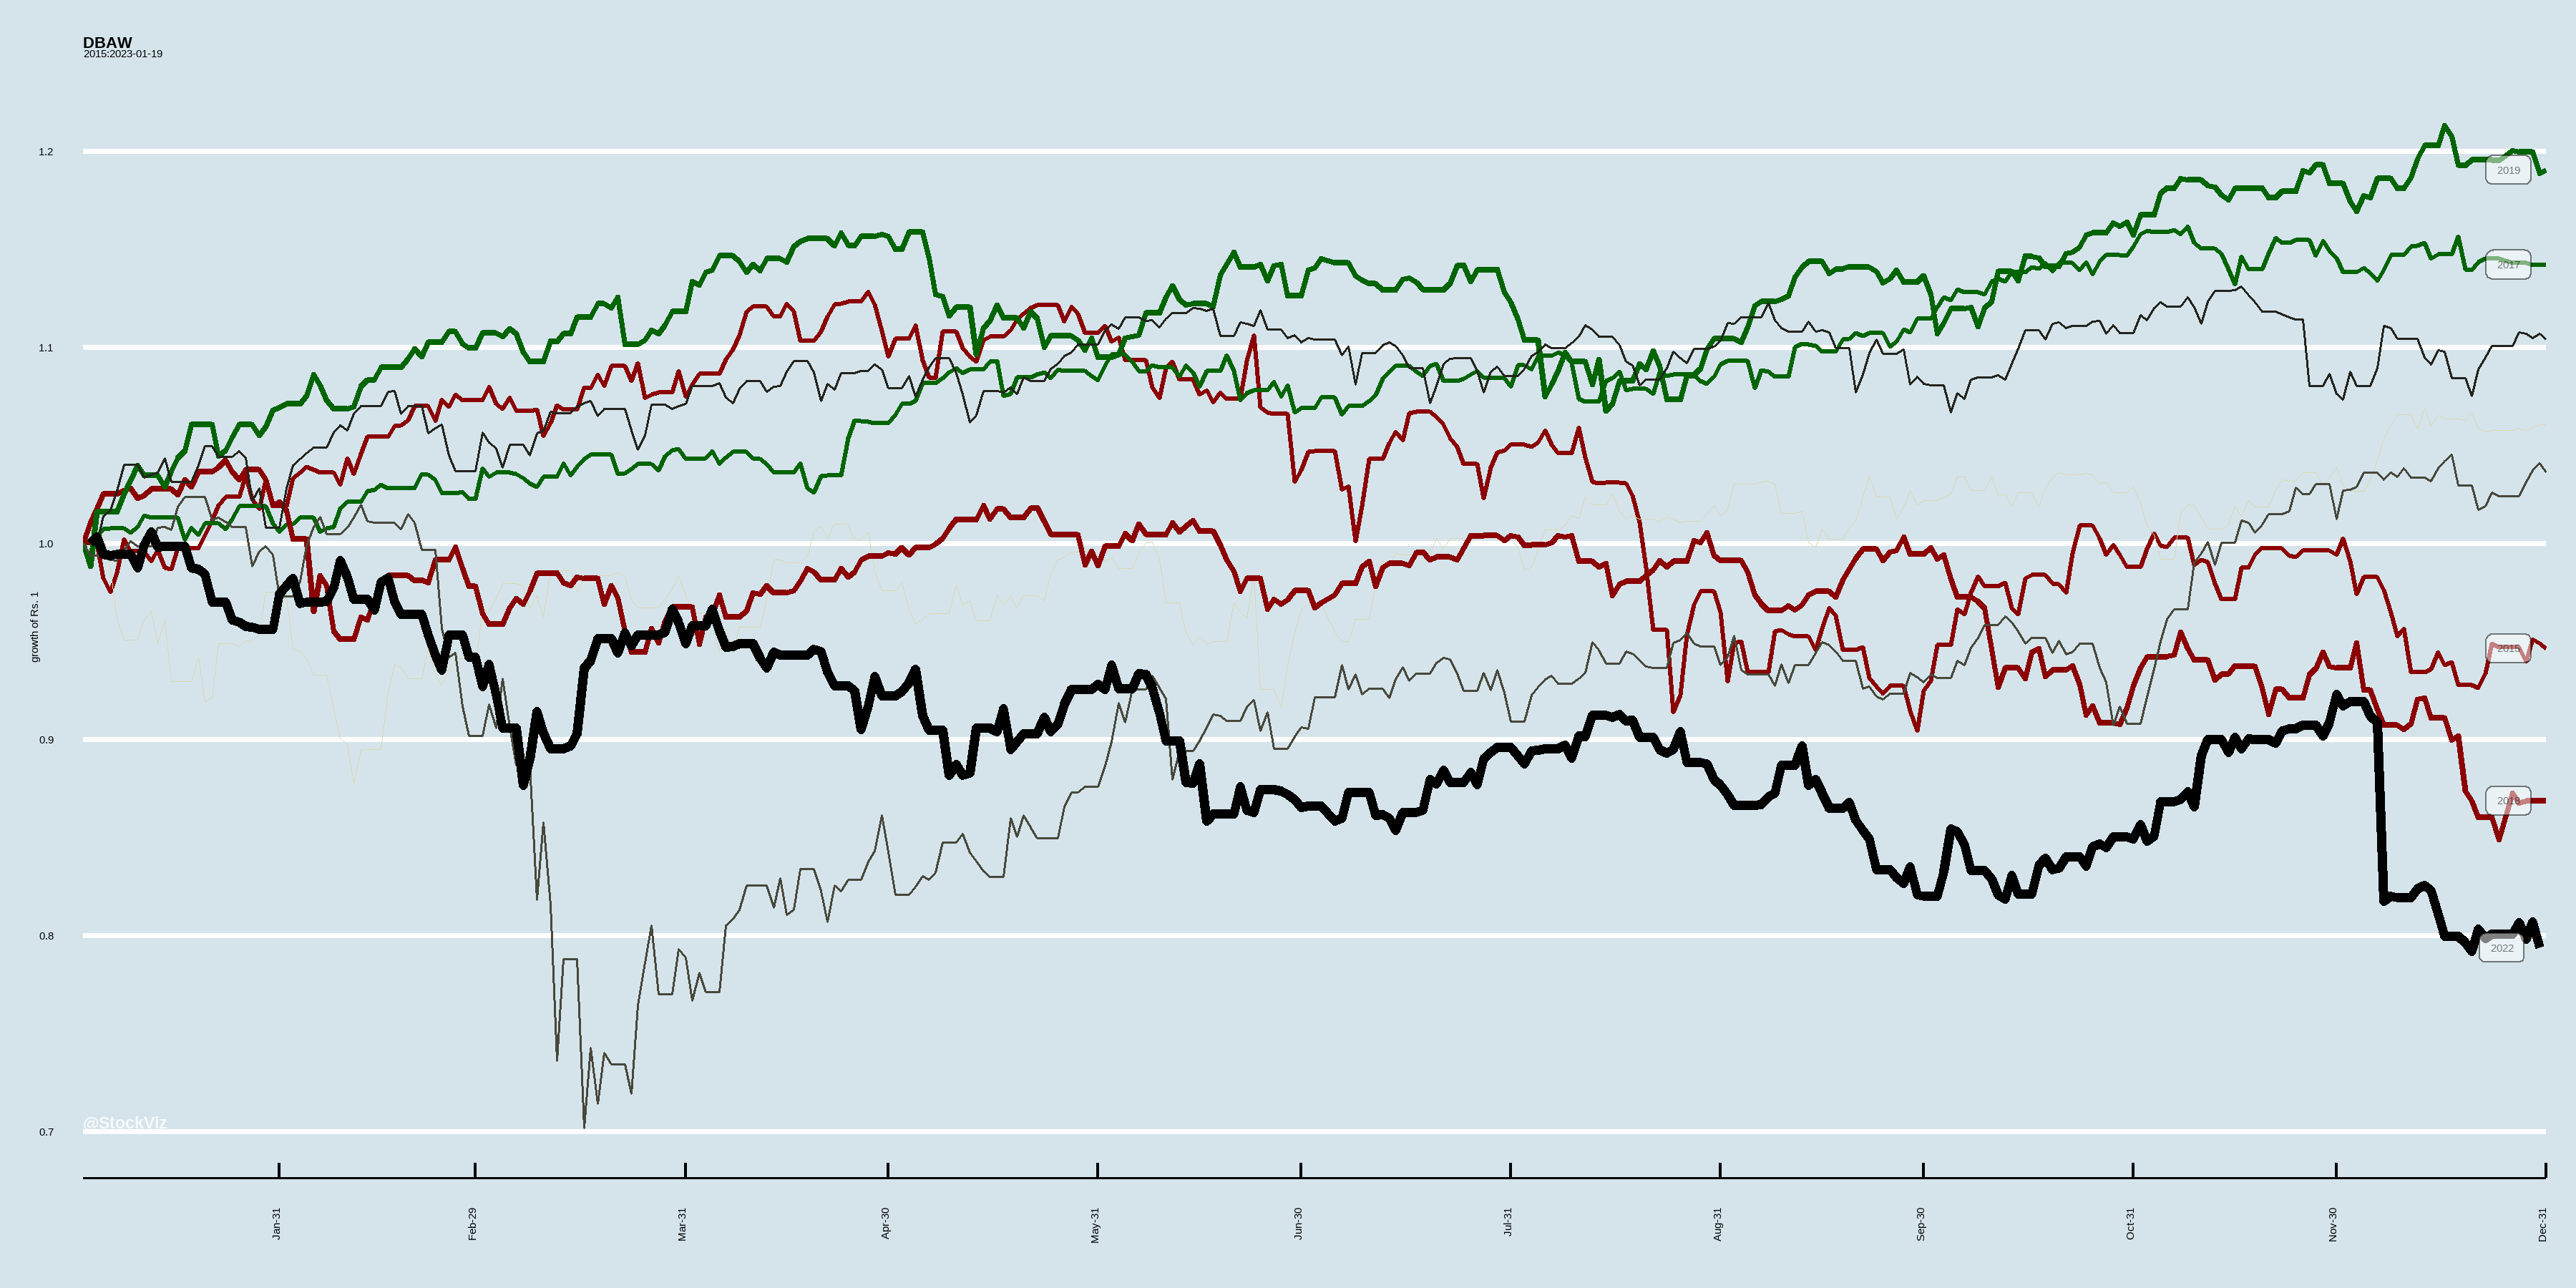 DBAW
2015:2023-01-19
1.2
1.1
1.0
0.9
0.8
0.7
growth of Rs. 1
2019
2017
2015
2018
2022
@StockViz
Jan-31
Feb-29
Mar-31
Apr-30
May-31
Jun-30
Jul-31
Aug-31
Sep-30
Oct-31
Nov-30
Dec-31